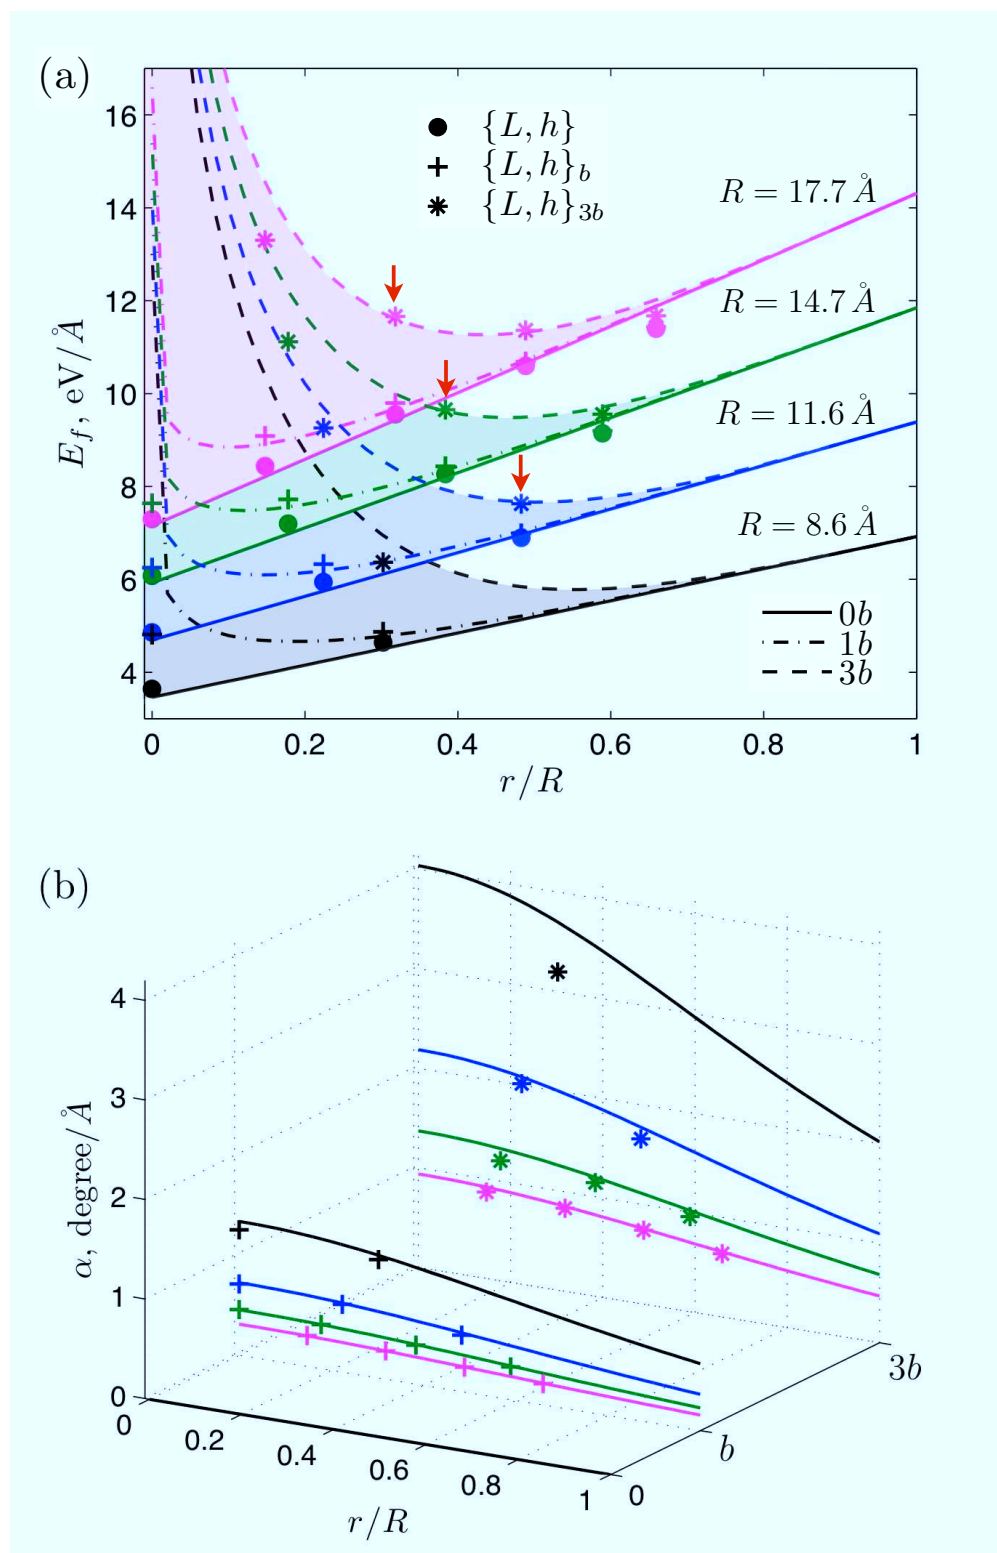 (a)
16
14
12
10
8
6
4
E_f, eV/Å
{L, h}
{L, h}_b
{L, h}_{3b}
R = 17.7 Å
R = 14.7 Å
R = 11.6 Å
R = 8.6 Å
0b
1b
3b
0 0.2 0.4 0.6 0.8 1
r/R
(b)
4
3
2
1
0
α, degree/Å
0 0.2 0.4 0.6 0.8 1
r/R
0
b
3b